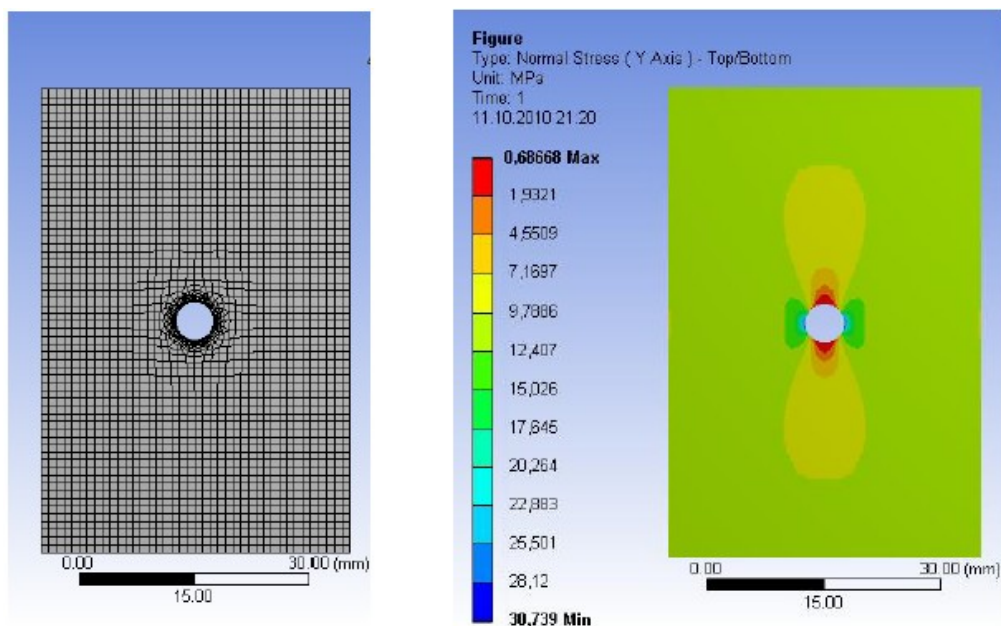 0.00
30.00 (mm)
15.00
Figure
Type: Normal Stress ( Y Axis ) - Top/Bottom
Unit: MPa
Time: 1
11.10.2010 21:20
0,68668 Max
1,9321
4,5509
7,1697
9,7886
12,407
15,026
17,645
20,264
22,883
25,501
28,12
30,739 Min
0.00
30.00 (mm)
15.00